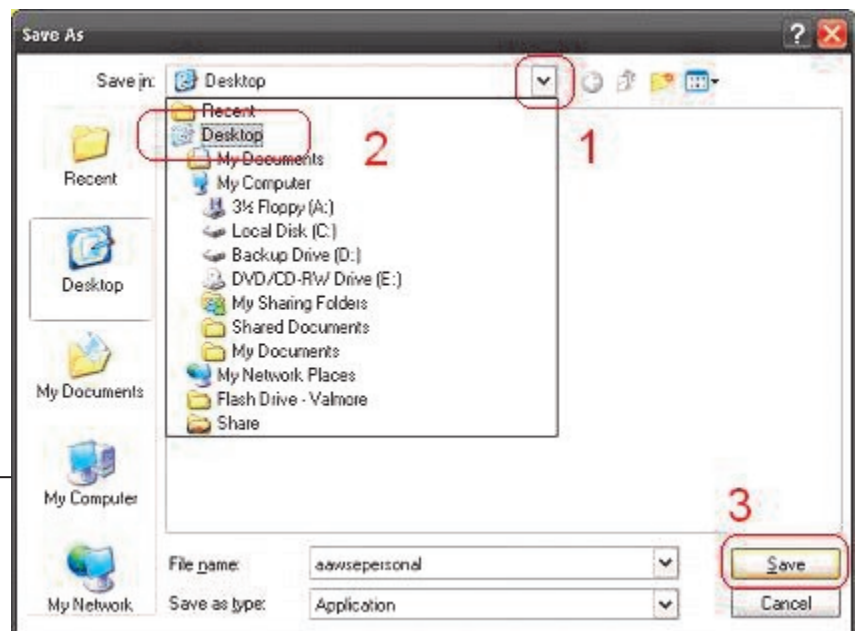 Save As
Save in: Desktop
1
Recent
Desktop
2
My Documents
My Computer
3½ Floppy (A:)
Local Disk (C:)
Backup Drive (D:)
DVD/CD-RW Drive (E:)
My Sharing Folders
Shared Documents
My Documents
My Network Places
Flash Drive - Valmore
Share
Recent
Desktop
My Documents
My Computer
My Network
File name: aawsepersonal
Save as type: Application
3
Save
Cancel